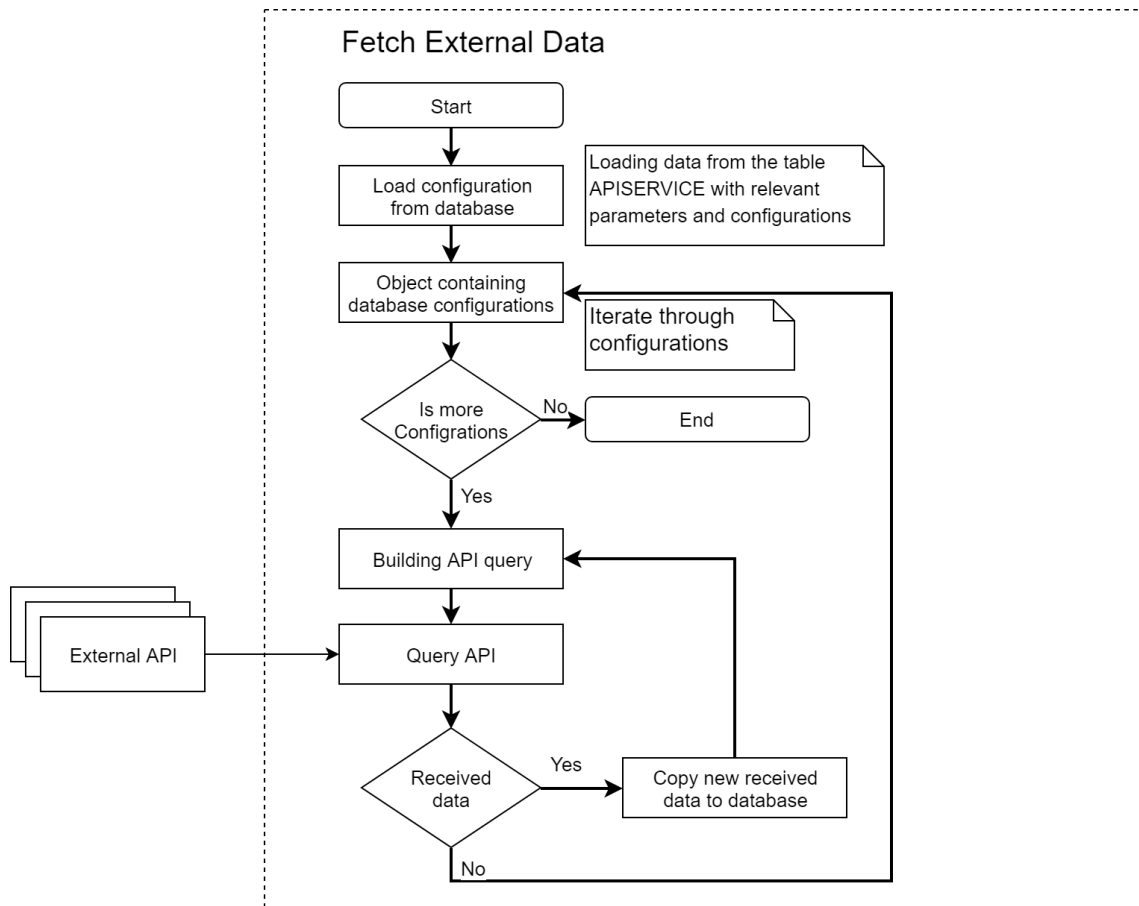 Fetch External Data
Start
Load configuration
from database
Loading data from the table
APISERVICE with relevant
parameters and configurations
Object containing
database configurations
Iterate through
configurations
Is more
Configrations
No
End
Yes
Building API query
External API
Query API
Received
data
Yes
Copy new received
data to database
No